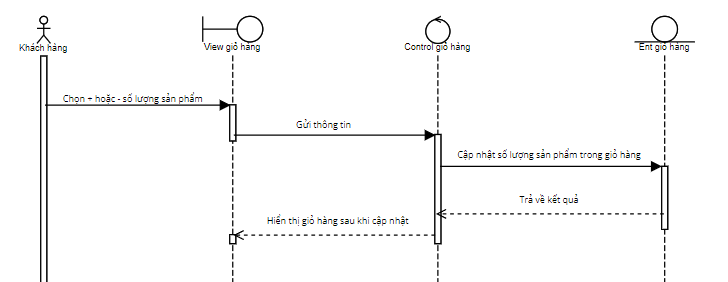 Khách hàng
View giỏ hàng
Control giỏ hàng
Ent giỏ hàng
Chọn + hoặc - số lượng sản phẩm
Gửi thông tin
Cập nhật số lượng sản phẩm trong giỏ hàng
Trả về kết quả
Hiển thị giỏ hàng sau khi cập nhật